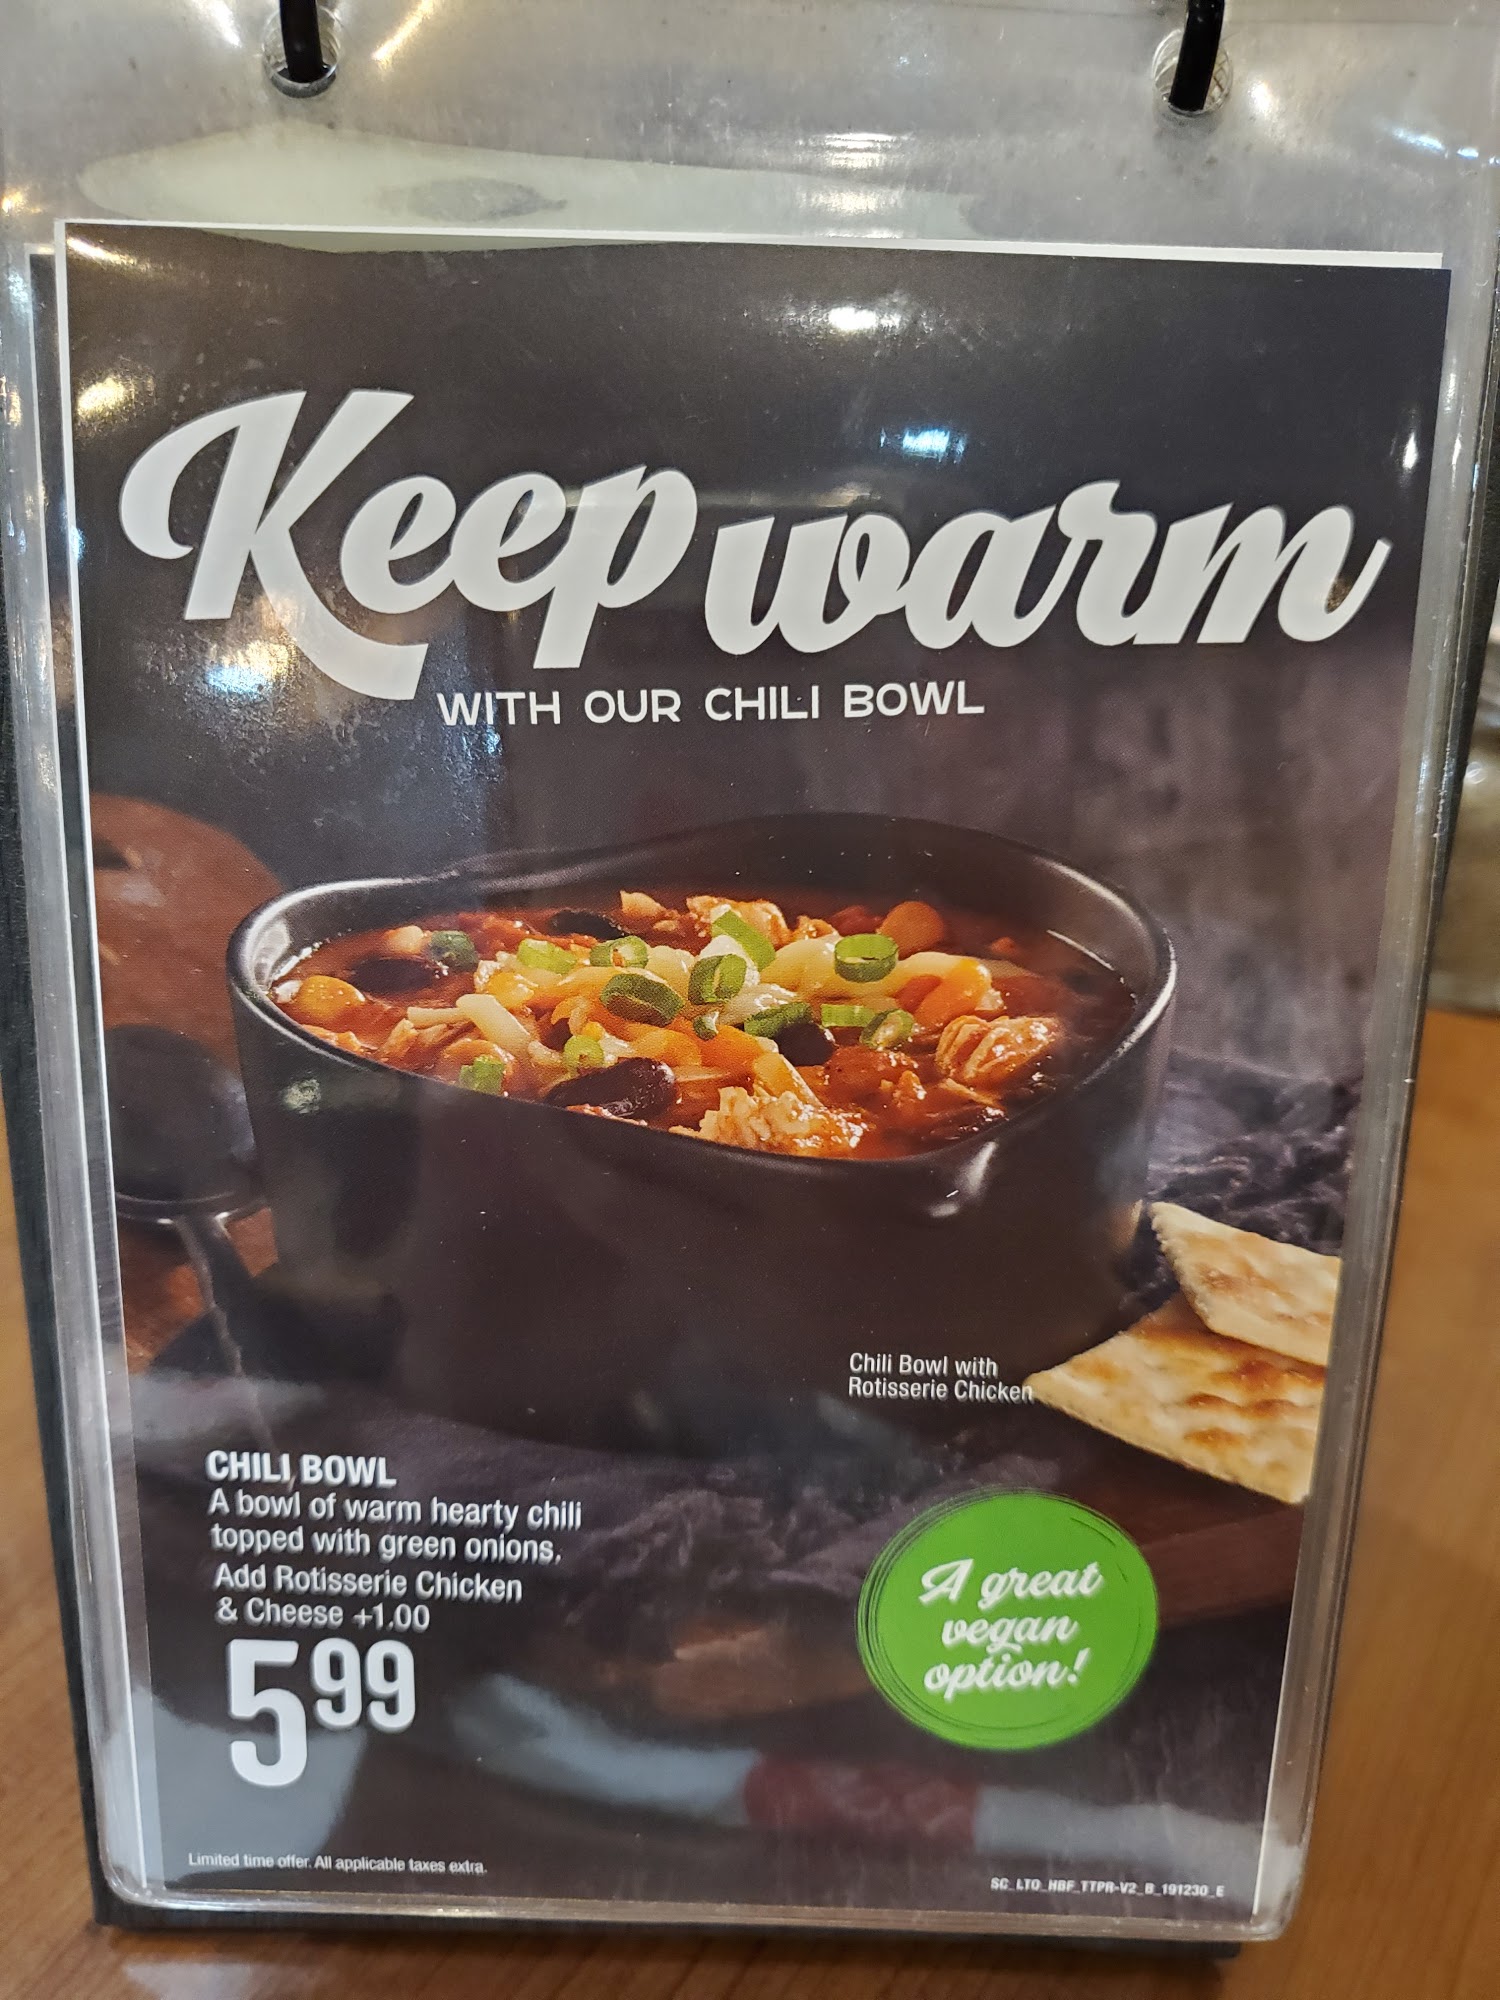 Keep warm
WITH OUR CHILI BOWL
Chili Bowl with
Rotisserie Chicken
CHILI BOWL
A bowl of warm hearty chili
topped with green onions.
Add Rotisserie Chicken
& Cheese +1.00
5.99
A great
vegan
option!
Limited time offer. All applicable taxes extra.
SC_LTO_HBF_TTPR-V2_B_191230_E